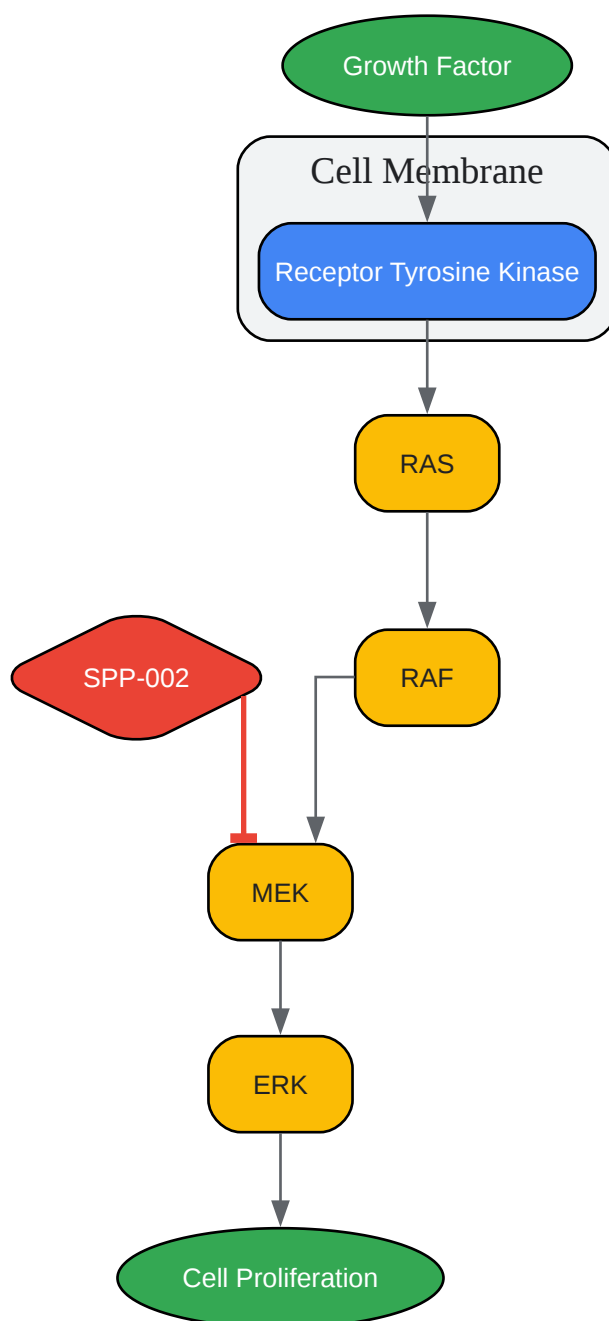 Growth Factor
Cell Membrane
Receptor Tyrosine Kinase
RAS
SPP-002
RAF
MEK
ERK
Cell Proliferation